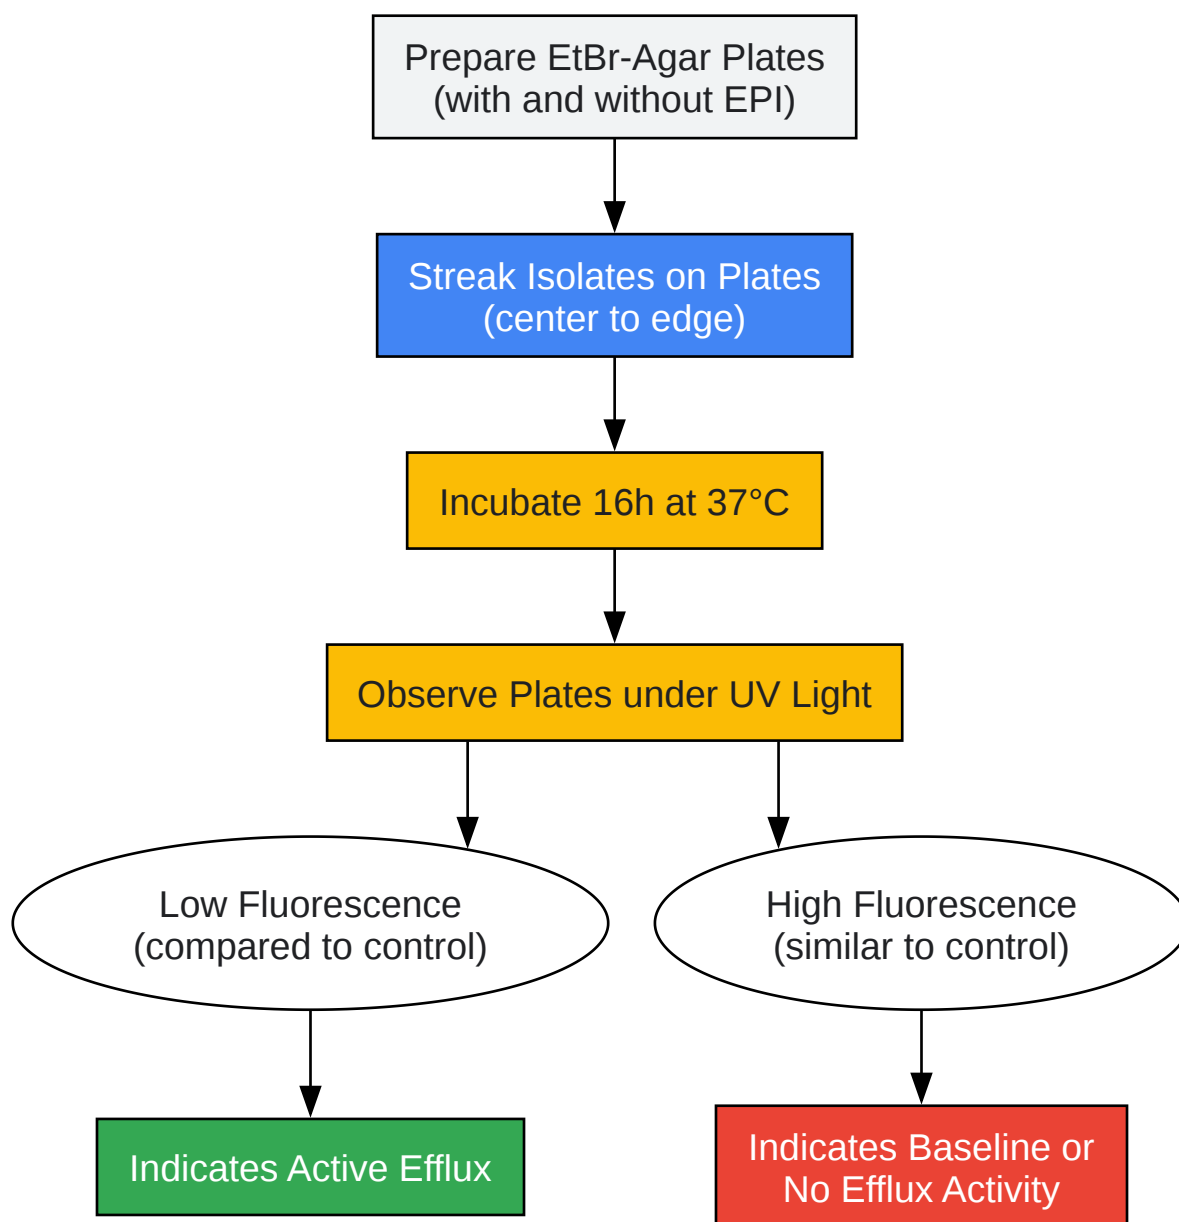 Prepare EtBr-Agar Plates
(with and without EPI)
Streak Isolates on Plates
(center to edge)
Incubate 16h at 37°C
Observe Plates under UV Light
Low Fluorescence
(compared to control)
High Fluorescence
(similar to control)
Indicates Active Efflux
Indicates Baseline or
No Efflux Activity